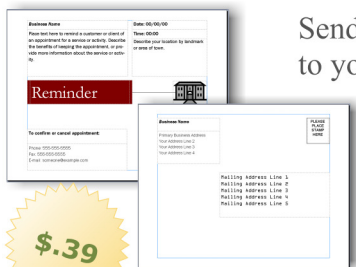 Business Name
Rase text here to remind a customer or client of
an appointment for a service or activity. Describe
the benefits of keeping the appointment, or pro-
vide more information about the service or activ-
ity.
Date: 00/00/00
Time: 00:00
Describe your location by landmark
or area of town.
Reminder
To confirm or cancel appointment:
Phone: 555-555-5555
Fax: 555-555-5555
E-mail: someone@example.com
Send
to yo
Business Name
Primary Business Address
Your Address Line 2
Your Address Line 3
Your Address Line 4
PLEASE
PLACE
STAMP
HERE
Mailing Address Line 1
Mailing Address Line 2
Mailing Address Line 3
Mailing Address Line 4
Mailing Address Line 5
$.39